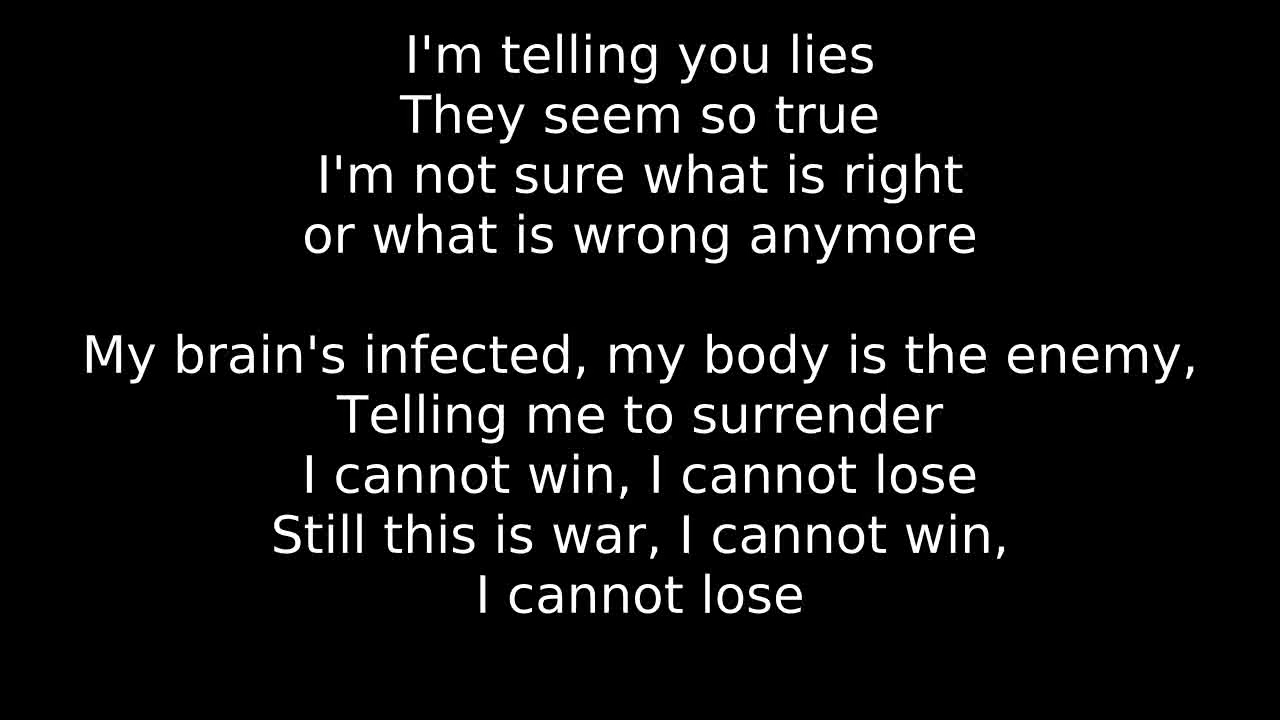 I'm telling you lies
They seem so true
I'm not sure what is right
or what is wrong anymore
My brain's infected, my body is the enemy,
Telling me to surrender
I cannot win, I cannot lose
Still this is war, I cannot win,
I cannot lose